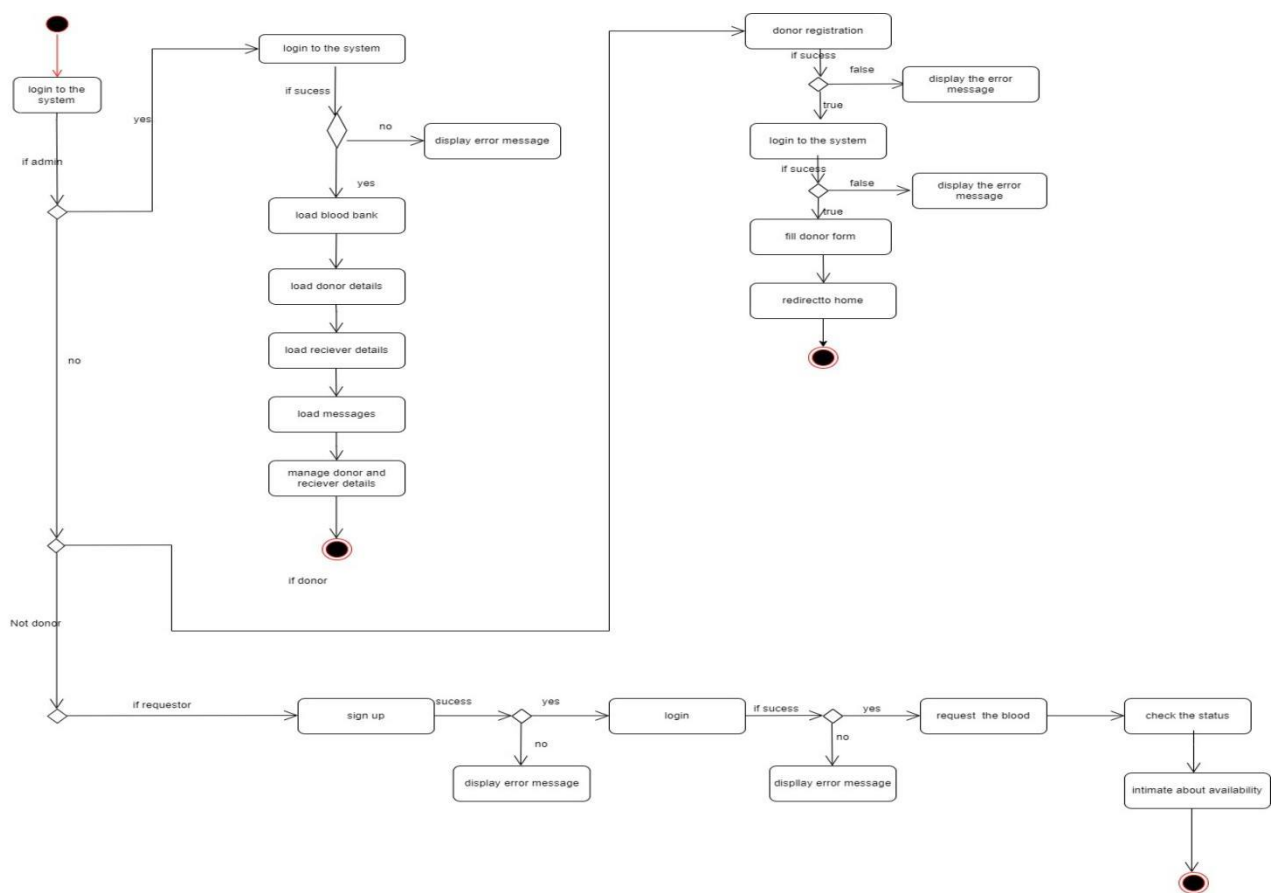 login to the
system
if admin
yes
no
Not donor
login to the system
if sucess
no
display error message
yes
load blood bank
load donor details
load reciever details
load messages
manage donor and
reciever details
if donor
donor registration
if sucess
false
display the error
message
true
login to the system
if sucess
false
display the error
message
true
fill donor form
redirectto home
if requestor
sign up
sucess
yes
no
display error message
login
if sucess
yes
no
displlay error message
request the blood
check the status
intimate about availability